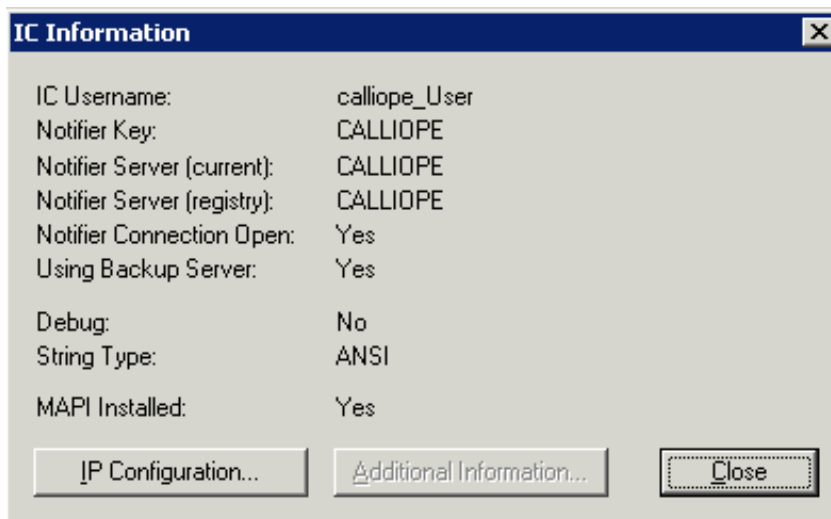 IC Information
IC Username: calliope_User
Notifier Key: CALLIOPE
Notifier Server (current): CALLIOPE
Notifier Server (registry): CALLIOPE
Notifier Connection Open: Yes
Using Backup Server: Yes
Debug: No
String Type: ANSI
MAPI Installed: Yes
IP Configuration... Additional Information... Close